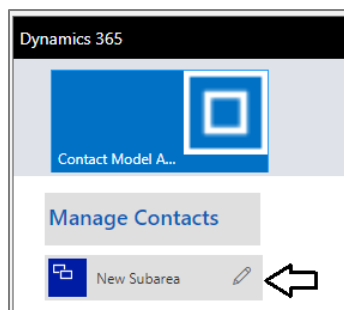 Dynamics 365
Contact Model A...
Manage Contacts
New Subarea